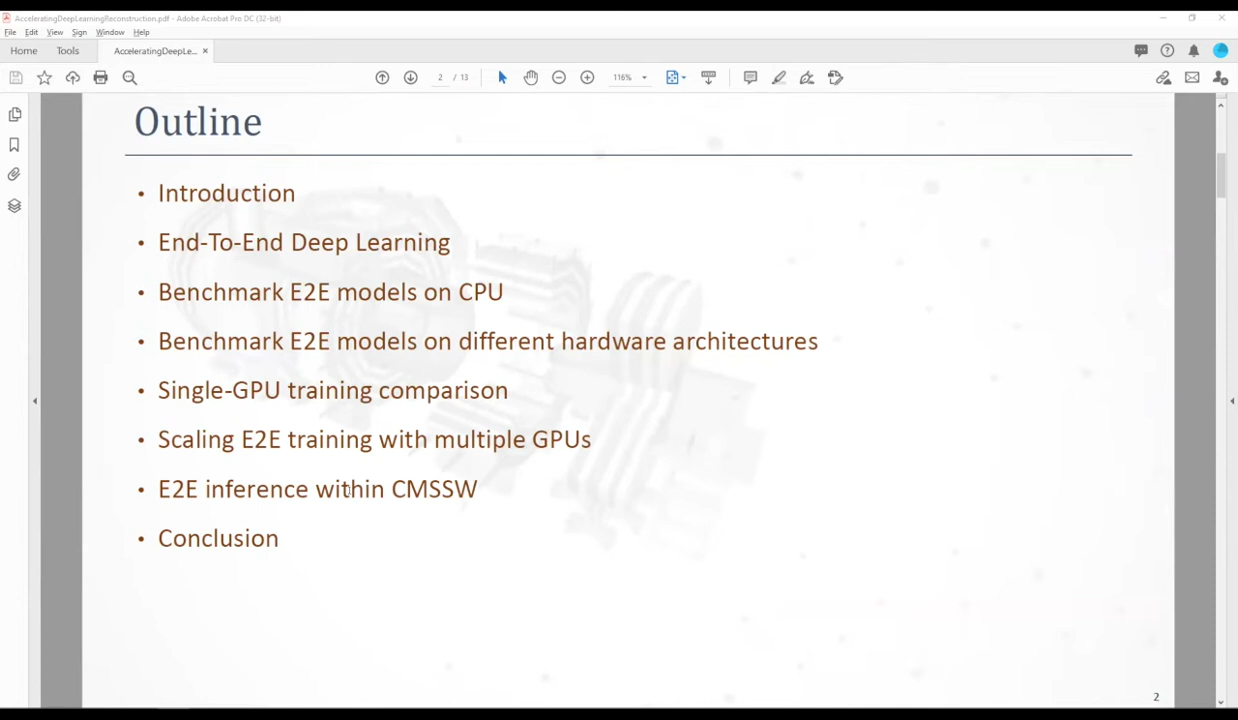 AcceleratingDeepLearningReconstruction.pdf - Adobe Acrobat Pro DC (32-bit)
File Edit View Sign Window Help
Home Tools AcceleratingDeepLe... ×
2 / 13 116%
Outline
• Introduction
• End-To-End Deep Learning
• Benchmark E2E models on CPU
• Benchmark E2E models on different hardware architectures
• Single-GPU training comparison
• Scaling E2E training with multiple GPUs
• E2E inference within CMSSW
• Conclusion
2